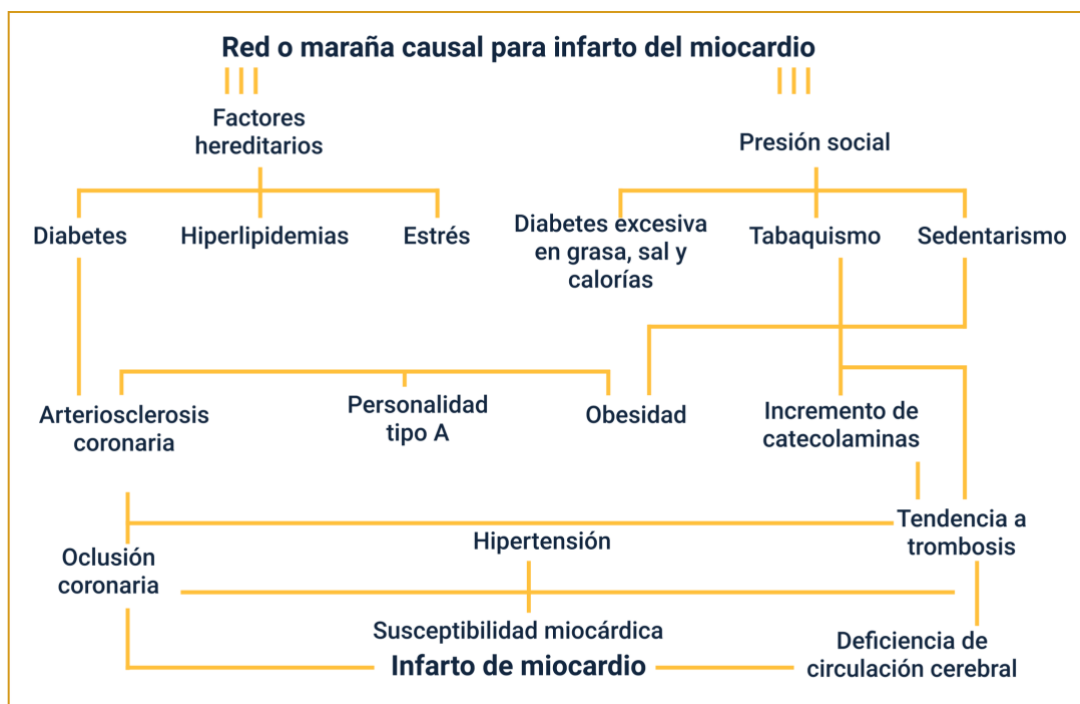 Red o maraña causal para infarto del miocardio
Factores
hereditarios
Presión social
Diabetes
Hiperlipidemias
Estrés
Diabetes excesiva
en grasa, sal y
calorías
Tabaquismo
Sedentarismo
Arteriosclerosis
coronaria
Personalidad
tipo A
Obesidad
Incremento de
catecolaminas
Oclusión
coronaria
Hipertensión
Tendencia a
trombosis
Susceptibilidad miocárdica
Infarto de miocardio
Deficiencia de
circulación cerebral